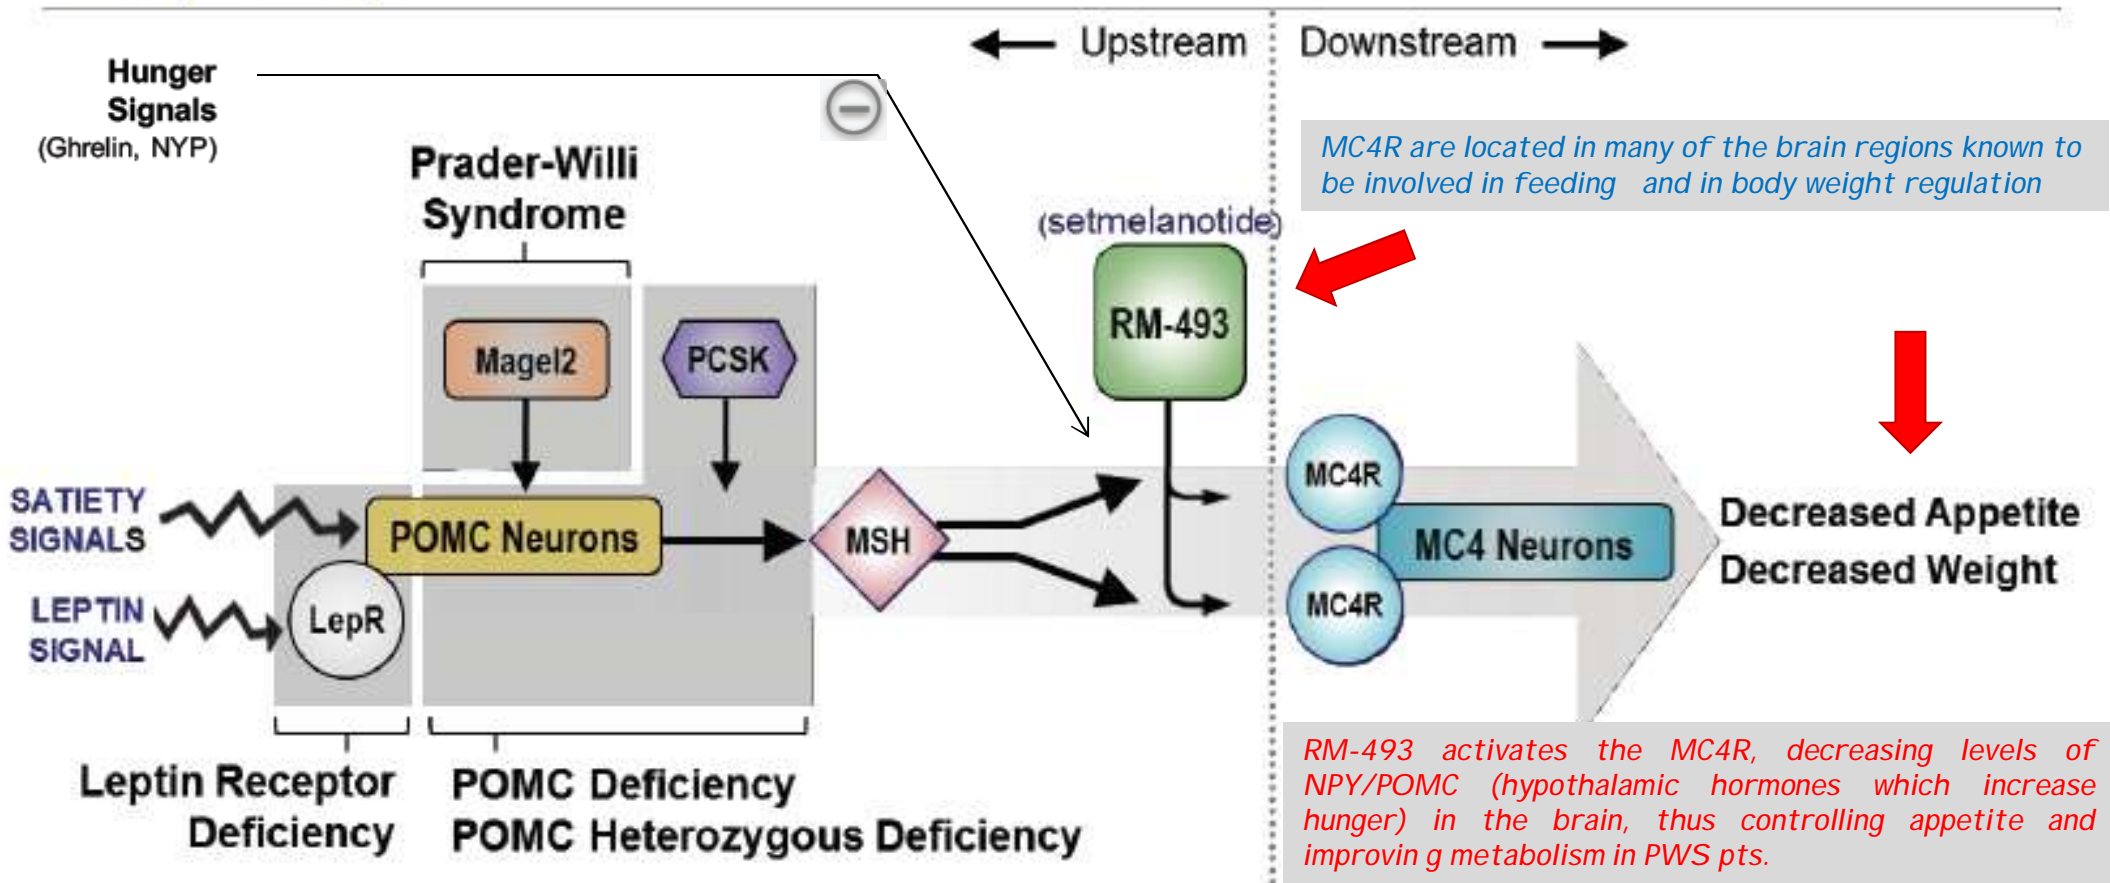 Upstream
Downstream
Hunger
Signals
(Ghrelin, NYP)
MC4R are located in many of the brain regions known to
be involved in feeding and in body weight regulation
Prader-Willi
Syndrome
(setmelanotide)
RM-493
Magel2
PCSK
SATIETY
SIGNALS
POMC Neurons
MSH
MC4R
MC4 Neurons
MC4R
Decreased Appetite
Decreased Weight
LEPTIN
SIGNAL
LepR
Leptin Receptor
Deficiency
POMC Deficiency
POMC Heterozygous Deficiency
RM-493 activates the MC4R, decreasing levels of
NPY/POMC (hypothalamic hormones which increase
hunger) in the brain, thus controlling appetite and
improvin g metabolism in PWS pts.